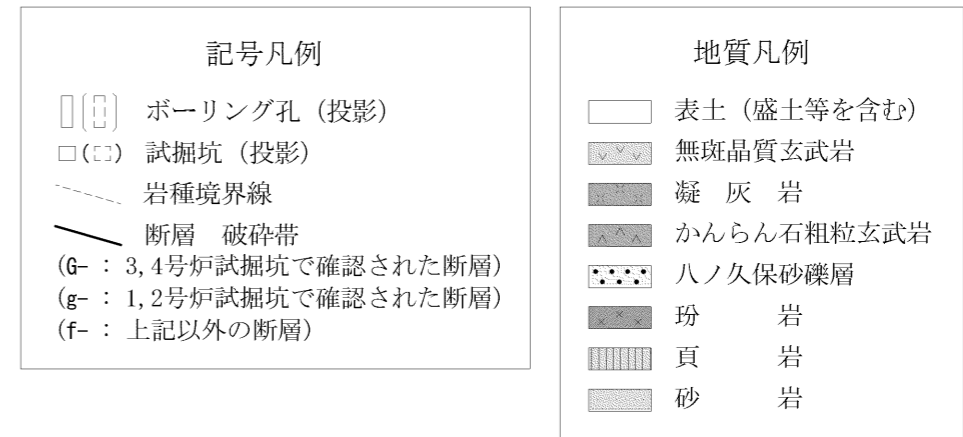 記号凡例
ボーリング孔（投影）
試掘坑（投影）
岩種境界線
断層　破砕帯
(G- : 3,4号炉試掘坑で確認された断層)
(g- : 1,2号炉試掘坑で確認された断層)
(f- : 上記以外の断層)
地質凡例
表土（盛土等を含む）
無斑晶質玄武岩
凝　灰　岩
かんらん石粗粒玄武岩
八ノ久保砂礫層
玢　　　岩
頁　　　岩
砂　　　岩